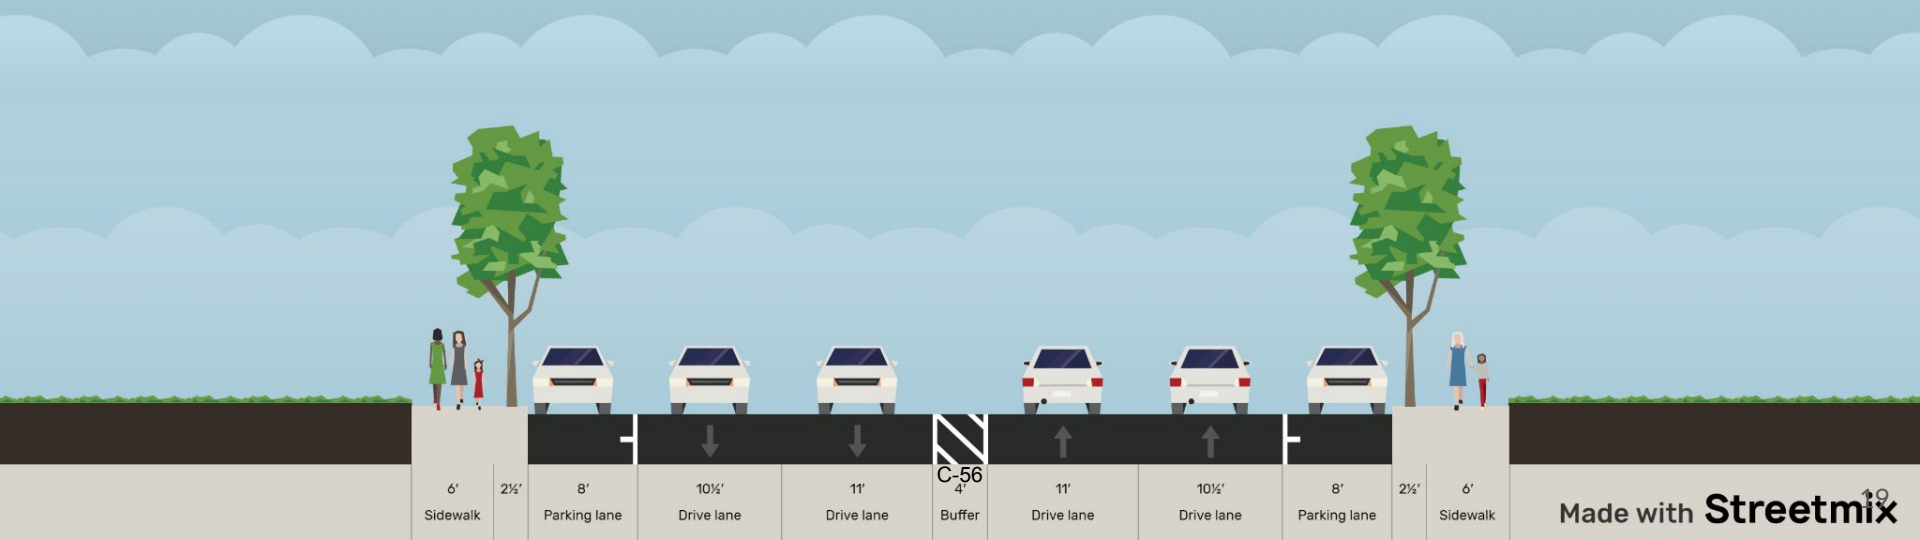 C-56
6′ 2½′ 8′ 10½′ 11′ 4′ 11′ 10½′ 8′ 2½′ 6′
Sidewalk Parking lane Drive lane Drive lane Buffer Drive lane Drive lane Parking lane Sidewalk
Made with Streetmix
19